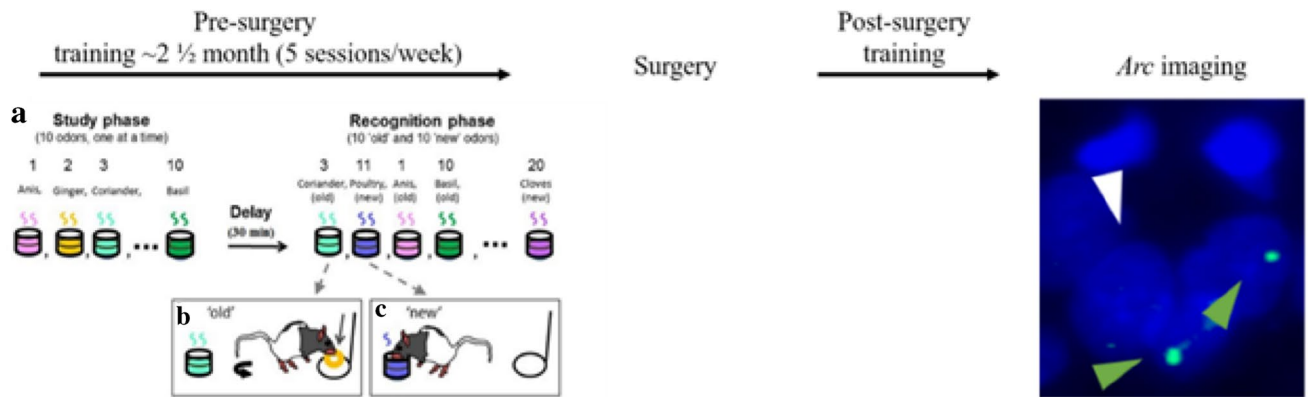 Pre-surgery
training ~2 ½ month (5 sessions/week)
Surgery
Post-surgery
training
Arc imaging
a
Study phase
(10 odors, one at a time)
1 2 3 10
Anis, Ginger, Coriander, Basil
, , , ••• ,
Delay
(30 min)
Recognition phase
(10 'old' and 10 'new' odors)
3 11 1 10 20
Coriander, Poultry, Anis, Basil, Cloves
(old) (new) (old) (old) (new)
, , , , ••• ,
b 'old'
c 'new'